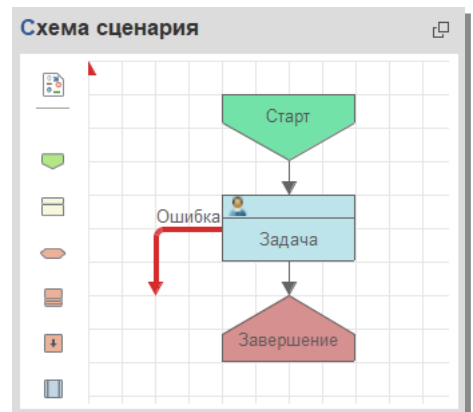 Схема сценария
Старт
Ошибка
Задача
Завершение